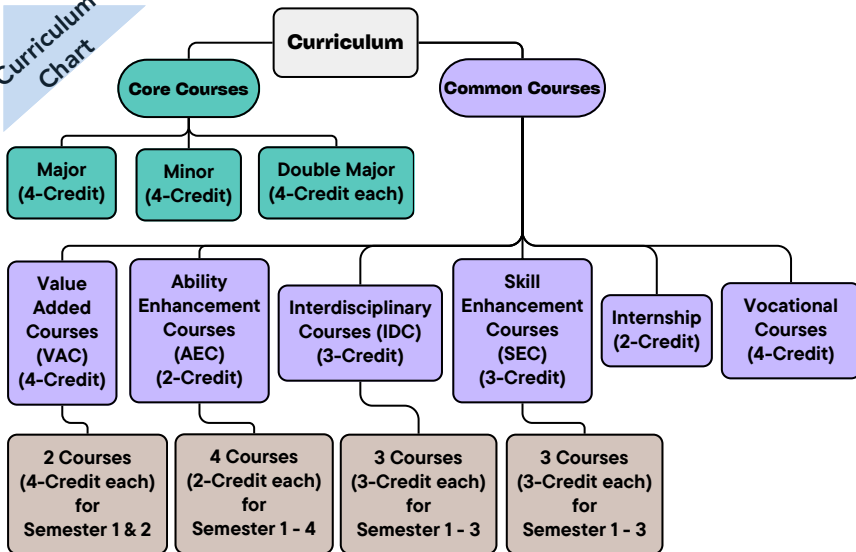 Curriculum
Chart
Curriculum
Core Courses
Common Courses
Major
(4-Credit)
Minor
(4-Credit)
Double Major
(4-Credit each)
Value
Added
Courses
(VAC)
(4-Credit)
Ability
Enhancement
Courses
(AEC)
(2-Credit)
Interdisciplinary
Courses (IDC)
(3-Credit)
Skill
Enhancement
Courses
(SEC)
(3-Credit)
Internship
(2-Credit)
Vocational
Courses
(4-Credit)
2 Courses
(4-Credit each)
for
Semester 1 & 2
4 Courses
(2-Credit each)
for
Semester 1 - 4
3 Courses
(3-Credit each)
for
Semester 1 - 3
3 Courses
(3-Credit each)
for
Semester 1 - 3